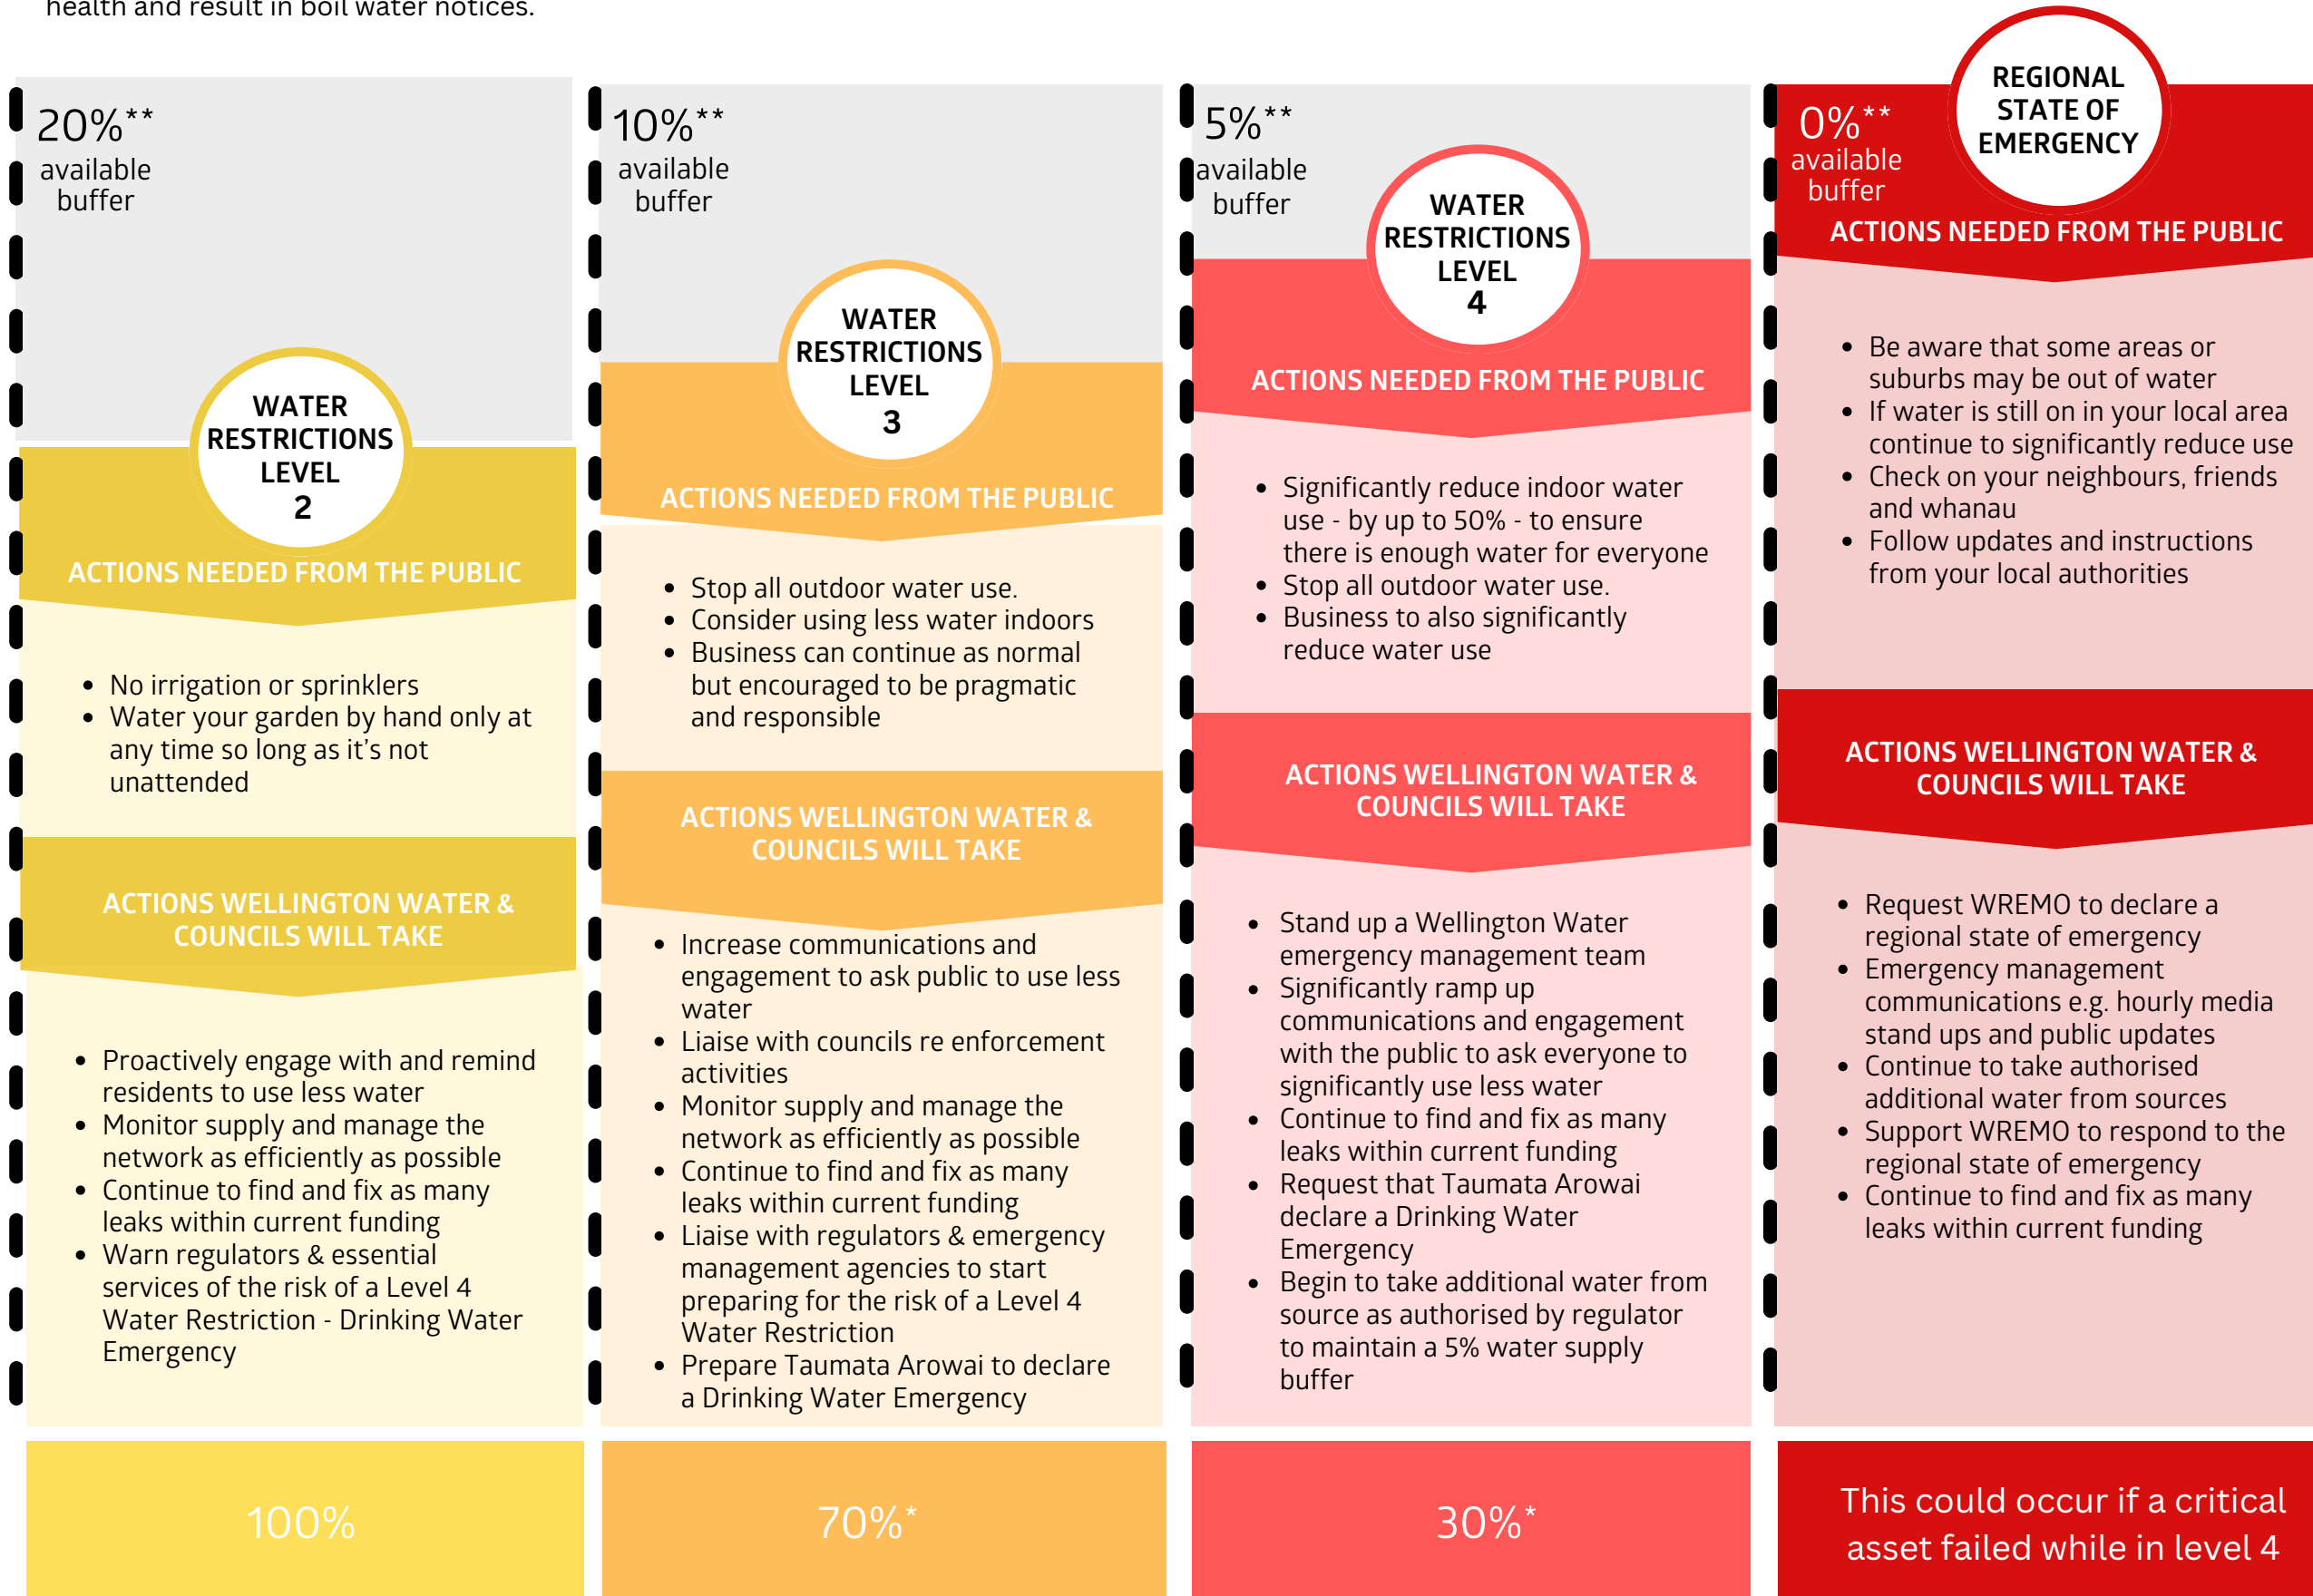 health and result in boil water notices.
20%**
available
buffer
WATER
RESTRICTIONS
LEVEL
2
ACTIONS NEEDED FROM THE PUBLIC
• No irrigation or sprinklers
• Water your garden by hand only at
any time so long as it's not
unattended
ACTIONS WELLINGTON WATER &
COUNCILS WILL TAKE
• Proactively engage with and remind
residents to use less water
• Monitor supply and manage the
network as efficiently as possible
• Continue to find and fix as many
leaks within current funding
• Warn regulators & essential
services of the risk of a Level 4
Water Restriction - Drinking Water
Emergency
100%
10%**
available
buffer
WATER
RESTRICTIONS
LEVEL
3
ACTIONS NEEDED FROM THE PUBLIC
• Stop all outdoor water use.
• Consider using less water indoors
• Business can continue as normal
but encouraged to be pragmatic
and responsible
ACTIONS WELLINGTON WATER &
COUNCILS WILL TAKE
• Increase communications and
engagement to ask public to use less
water
• Liaise with councils re enforcement
activities
• Monitor supply and manage the
network as efficiently as possible
• Continue to find and fix as many
leaks within current funding
• Liaise with regulators & emergency
management agencies to start
preparing for the risk of a Level 4
Water Restriction
• Prepare Taumata Arowai to declare
a Drinking Water Emergency
70%*
5%**
available
buffer
WATER
RESTRICTIONS
LEVEL
4
ACTIONS NEEDED FROM THE PUBLIC
• Significantly reduce indoor water
use - by up to 50% - to ensure
there is enough water for everyone
• Stop all outdoor water use.
• Business to also significantly
reduce water use
ACTIONS WELLINGTON WATER &
COUNCILS WILL TAKE
• Stand up a Wellington Water
emergency management team
• Significantly ramp up
communications and engagement
with the public to ask everyone to
significantly use less water
• Continue to find and fix as many
leaks within current funding
• Request that Taumata Arowai
declare a Drinking Water
Emergency
• Begin to take additional water from
source as authorised by regulator
to maintain a 5% water supply
buffer
30%*
0%**
available
buffer
REGIONAL
STATE OF
EMERGENCY
ACTIONS NEEDED FROM THE PUBLIC
• Be aware that some areas or
suburbs may be out of water
• If water is still on in your local area
continue to significantly reduce use
• Check on your neighbours, friends
and whanau
• Follow updates and instructions
from your local authorities
ACTIONS WELLINGTON WATER &
COUNCILS WILL TAKE
• Request WREMO to declare a
regional state of emergency
• Emergency management
communications e.g. hourly media
stand ups and public updates
• Continue to take authorised
additional water from sources
• Support WREMO to respond to the
regional state of emergency
• Continue to find and fix as many
leaks within current funding
This could occur if a critical
asset failed while in level 4